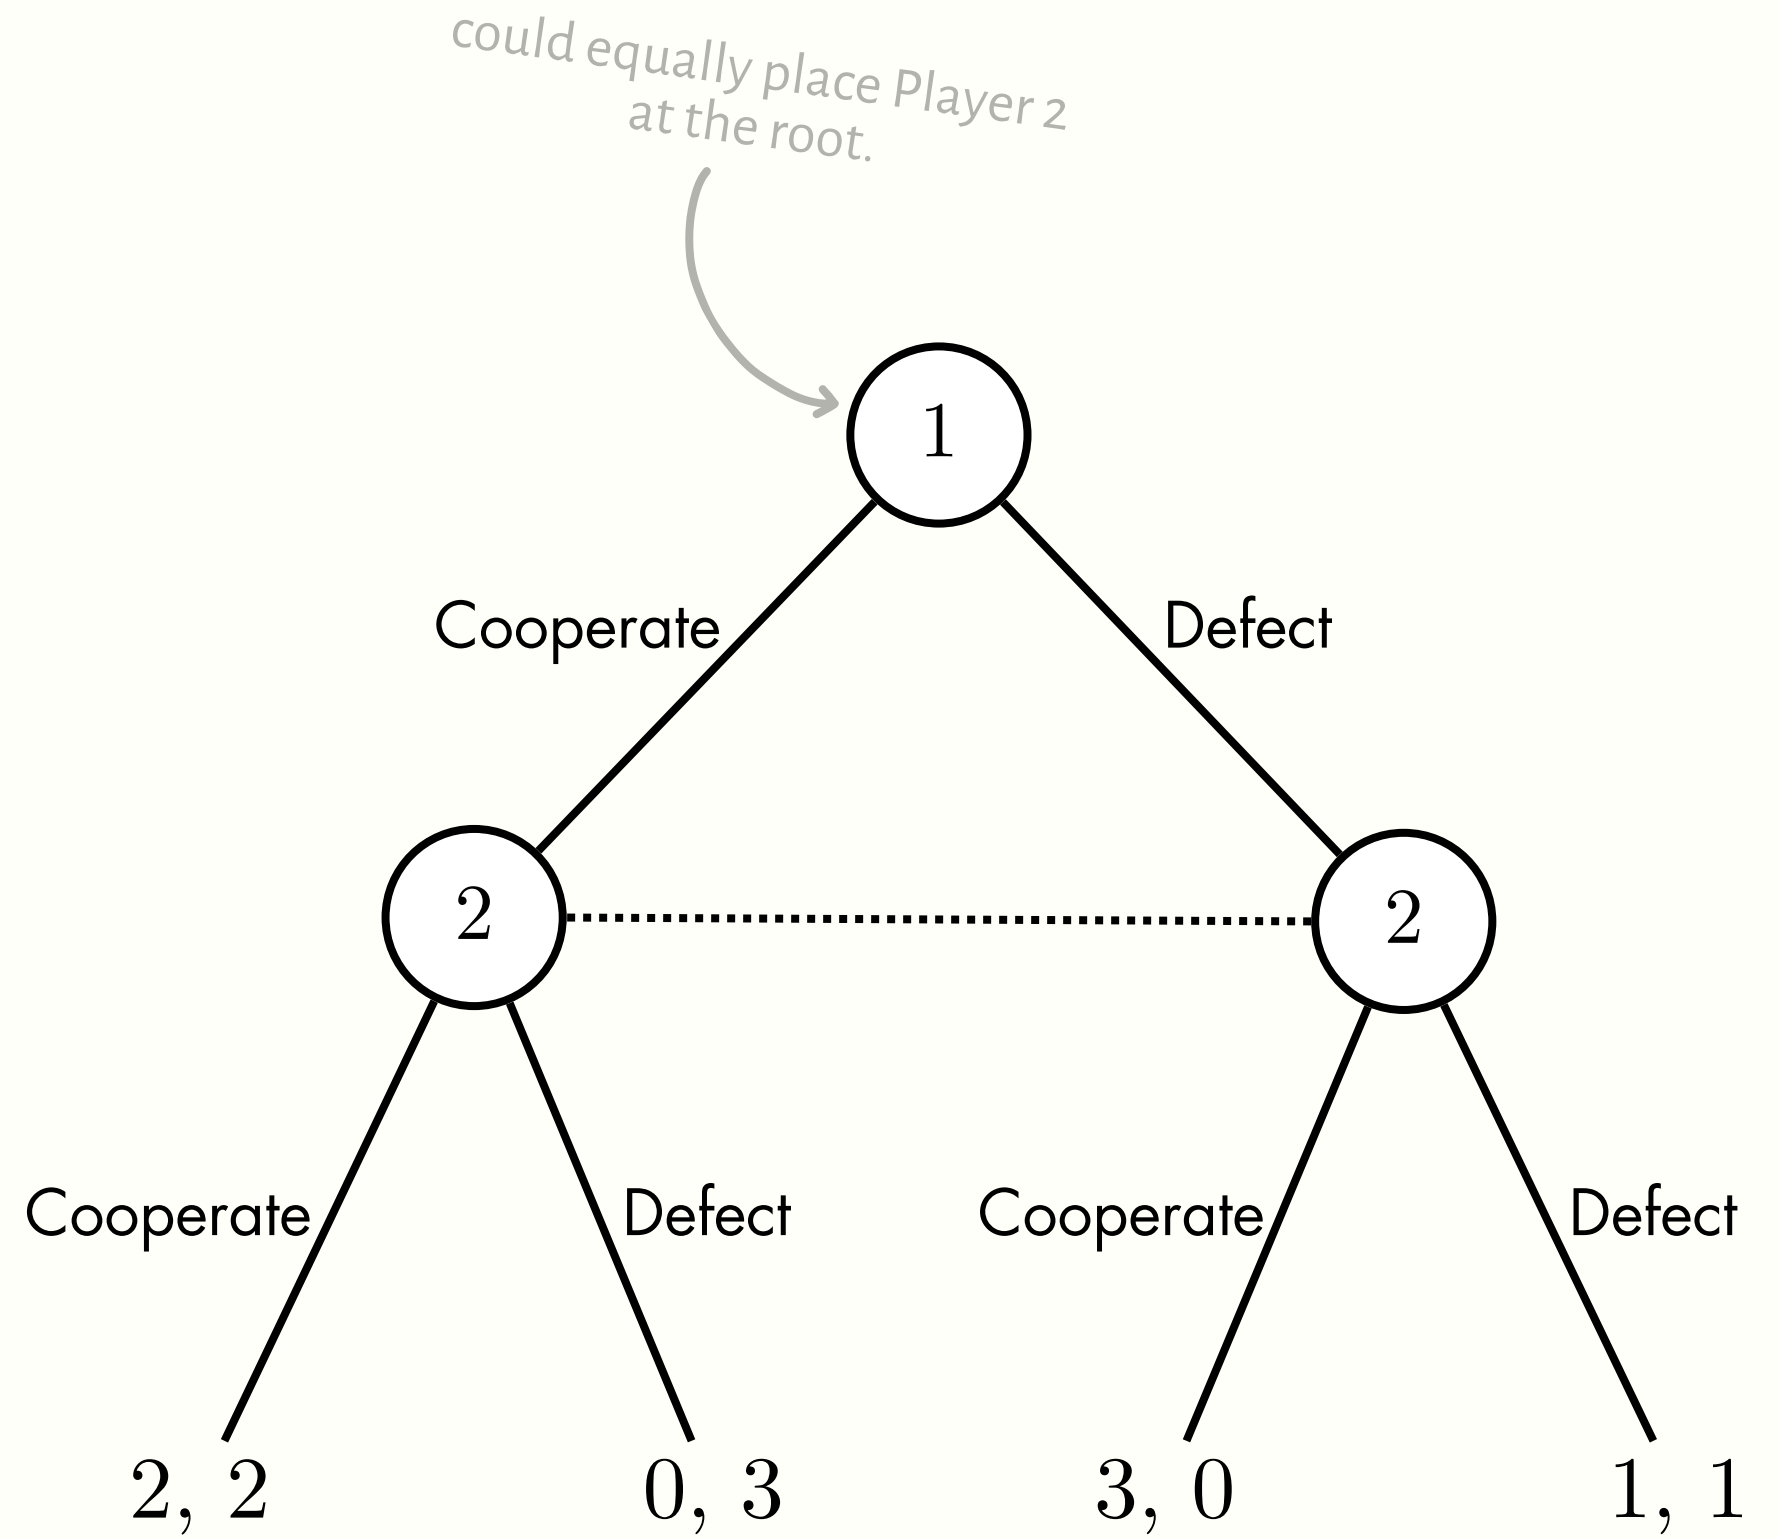 could equally place Player 2
at the root.
1
Cooperate
Defect
2
2
Cooperate
Defect
Cooperate
Defect
2, 2
0, 3
3, 0
1, 1